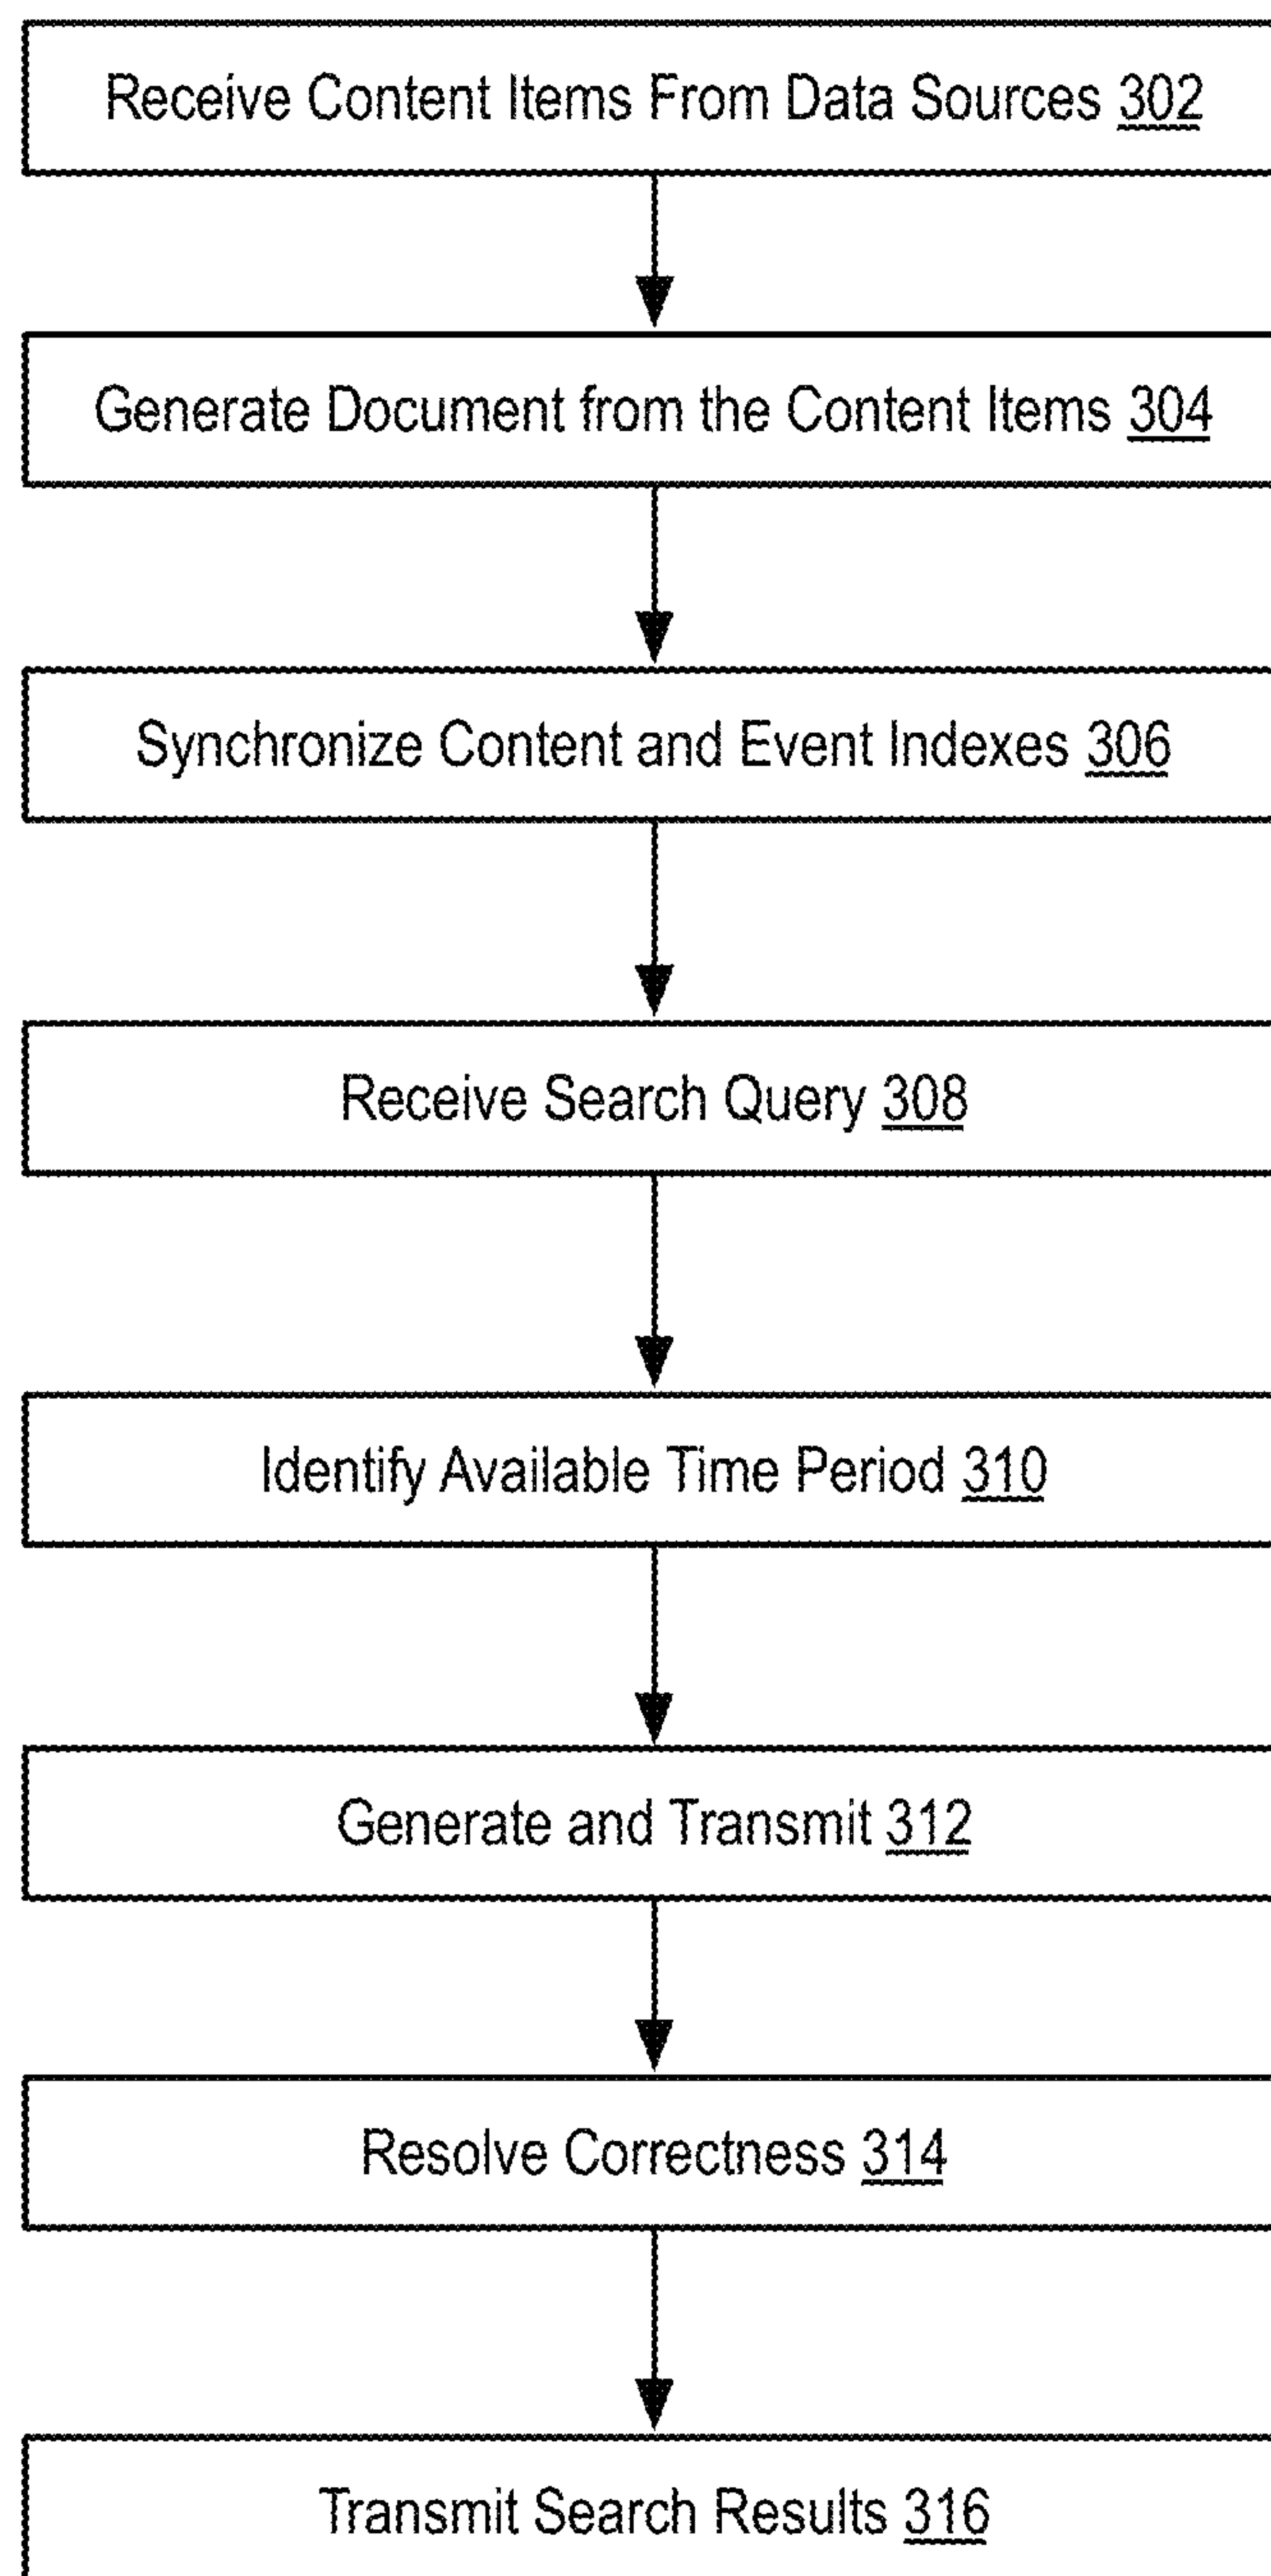 Receive Content Items From Data Sources 302
Generate Document from the Content Items 304
Synchronize Content and Event Indexes 306
Receive Search Query 308
Identify Available Time Period 310
Generate and Transmit 312
Resolve Correctness 314
Transmit Search Results 316